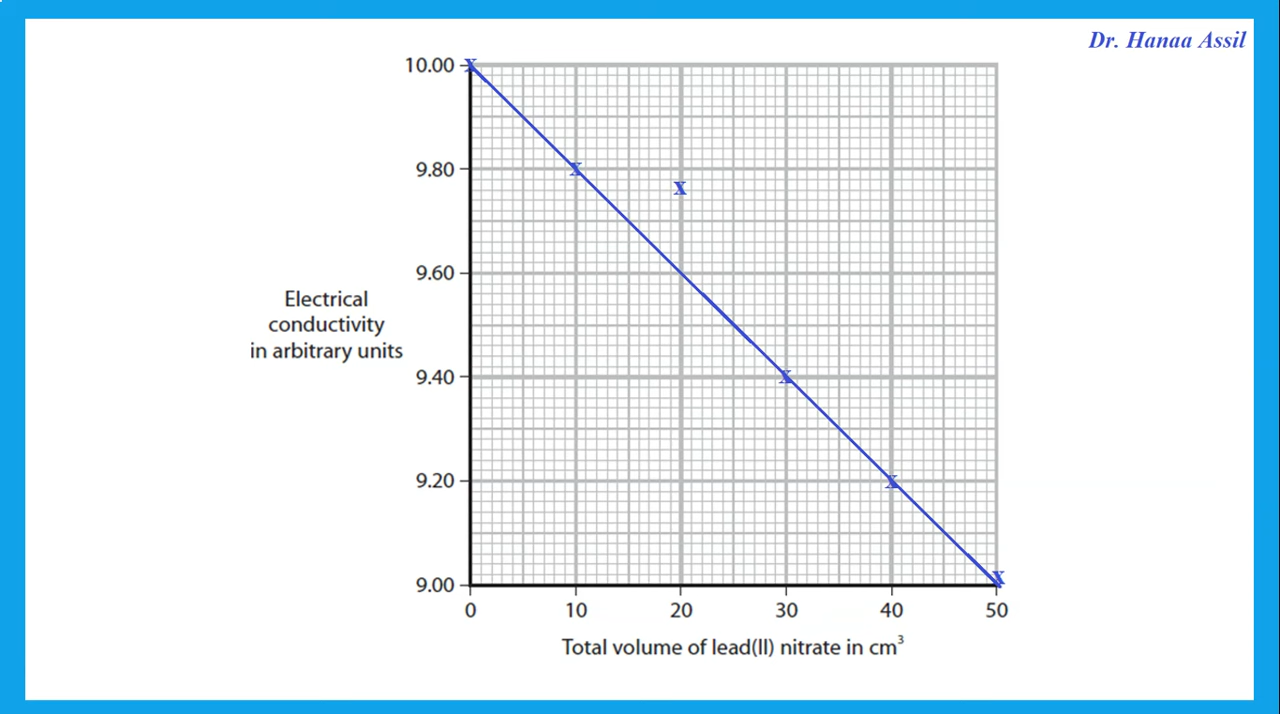 Dr. Hanaa Assil
10.00
9.80
9.60
9.40
9.20
9.00
Electrical
conductivity
in arbitrary units
0 10 20 30 40 50
Total volume of lead(II) nitrate in cm³
x
x
x
x
x
x